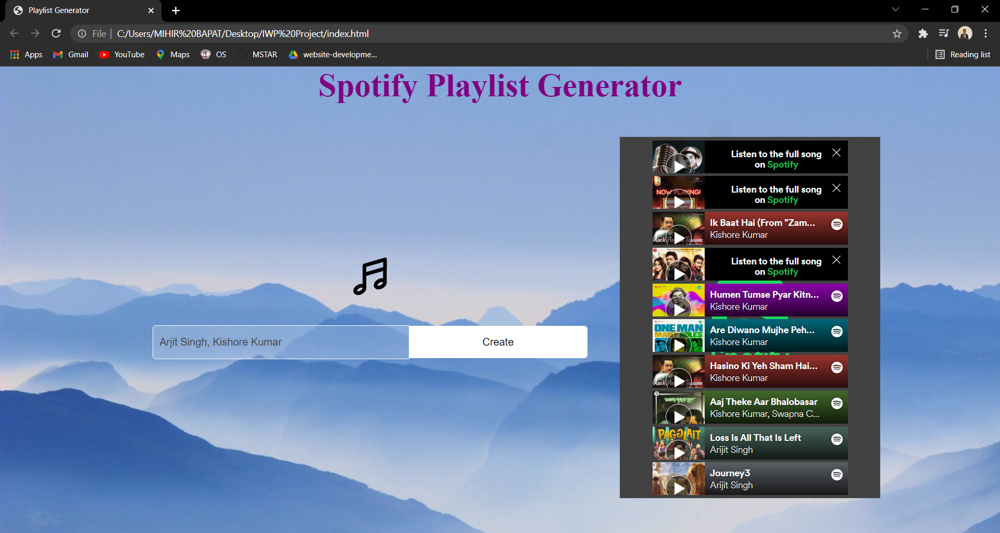 Playlist Generator
File
C:/Users/MIHIR%20BAPAT/Desktop/IWP%20Project/index.html
Apps
Gmail
YouTube
Maps
OS
MSTAR
website-developme...
Reading list
Spotify Playlist Generator
Arjit Singh, Kishore Kumar
Create
Listen to the full song
on Spotify
NOW PLAYING!
Listen to the full song
on Spotify
Ik Baat Hai (From "Zam...
Kishore Kumar
Listen to the full song
on Spotify
Humen Tumse Pyar Kitn...
Kishore Kumar
ONE MAN
MANY ROLES
Are Diwano Mujhe Peh...
Kishore Kumar
Hasino Ki Yeh Sham Hai...
Kishore Kumar
Aaj Theke Aar Bhalobasar
Kishore Kumar, Swapna C...
PAGGLAIT
Loss Is All That Is Left
Arijit Singh
Journey3
Arijit Singh